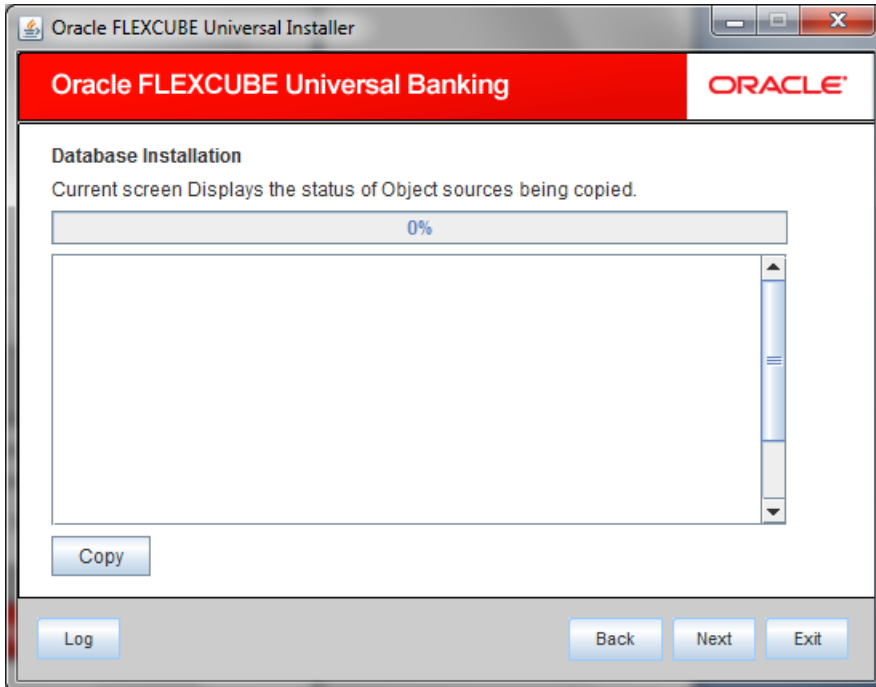 Oracle FLEXCUBE Universal Installer
Oracle FLEXCUBE Universal Banking
ORACLE
Database Installation
Current screen Displays the status of Object sources being copied.
0%
Copy
Log Back Next Exit